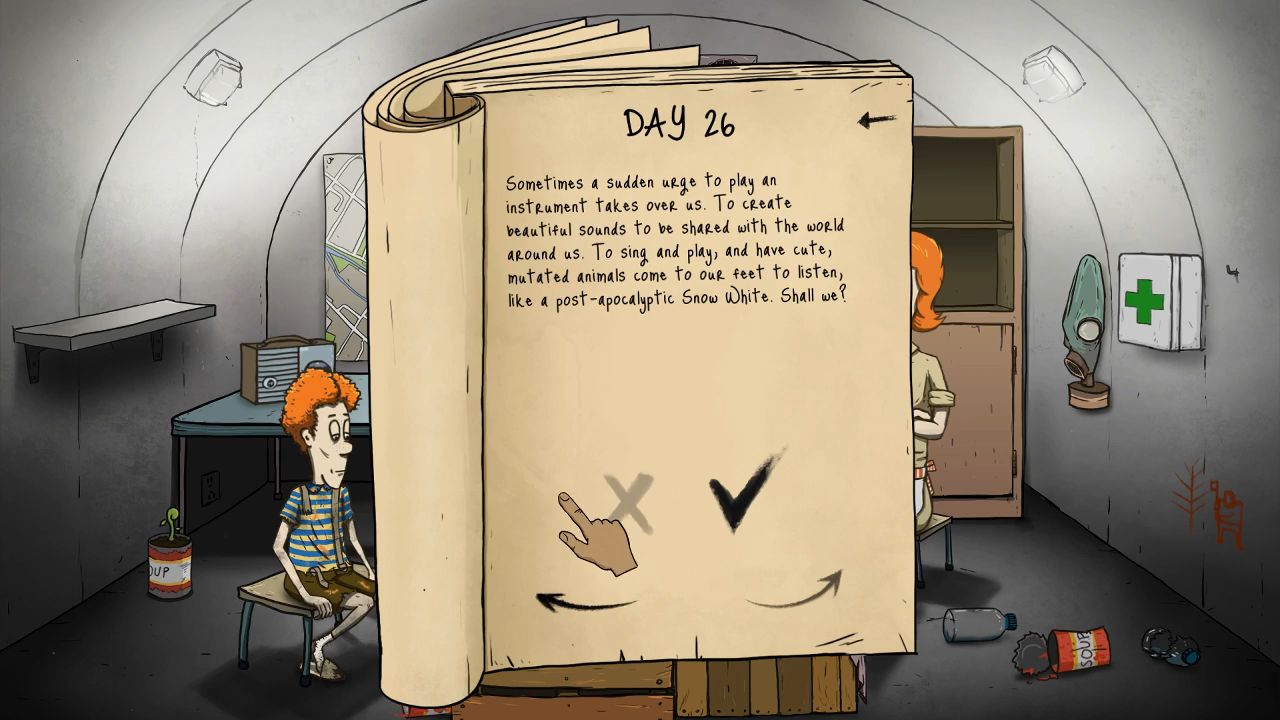 DAY 26
Sometimes a sudden urge to play an
instrument takes over us. To create
beautiful sounds to be shared with the world
around us. To sing and play, and have cute,
mutated animals come to our feet to listen,
like a post-apocalyptic Snow White. Shall we?
OUP
SOUP